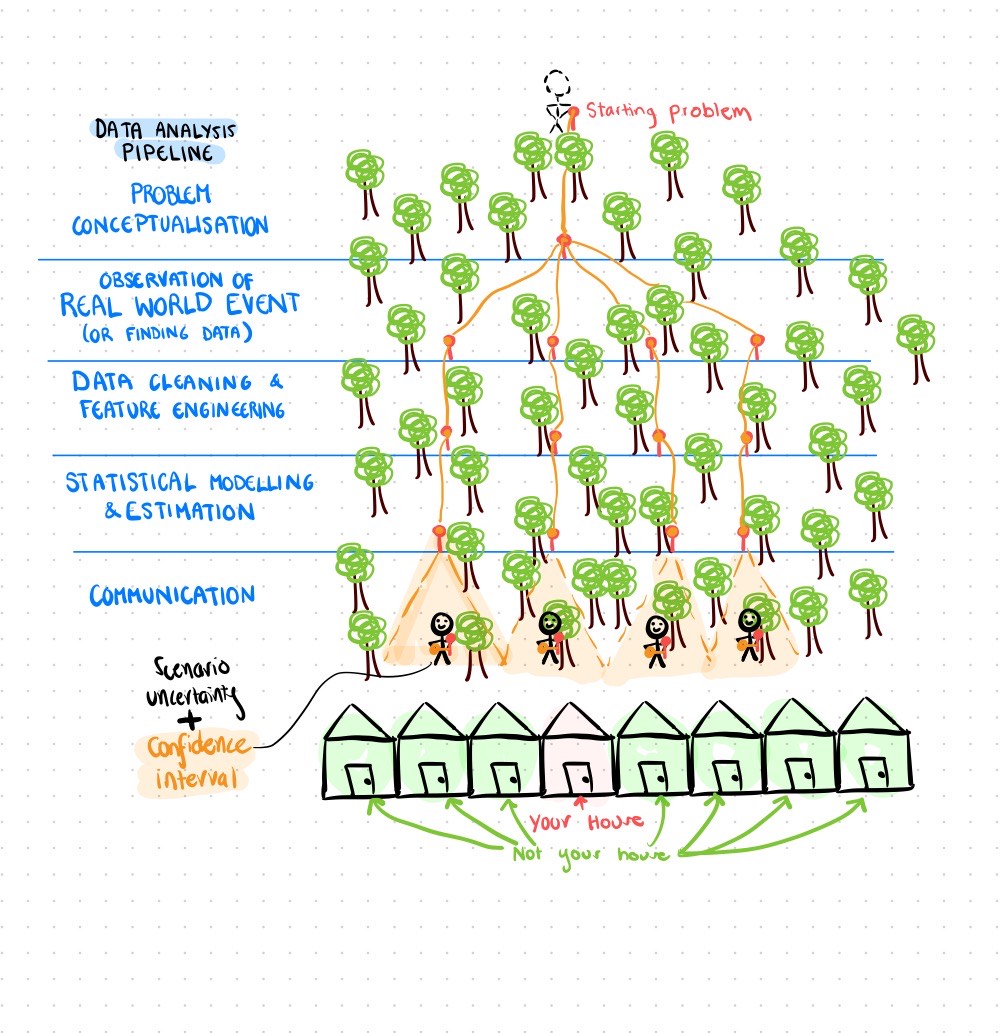 Starting problem
DATA ANALYSIS
PIPELINE
PROBLEM
CONCEPTUALISATION
OBSERVATION OF
REAL WORLD EVENT
(OR FINDING DATA)
DATA CLEANING &
FEATURE ENGINEERING
STATISTICAL MODELLING
& ESTIMATION
COMMUNICATION
Scenario
uncertainty
+
Confidence
interval
Your House
Not your house